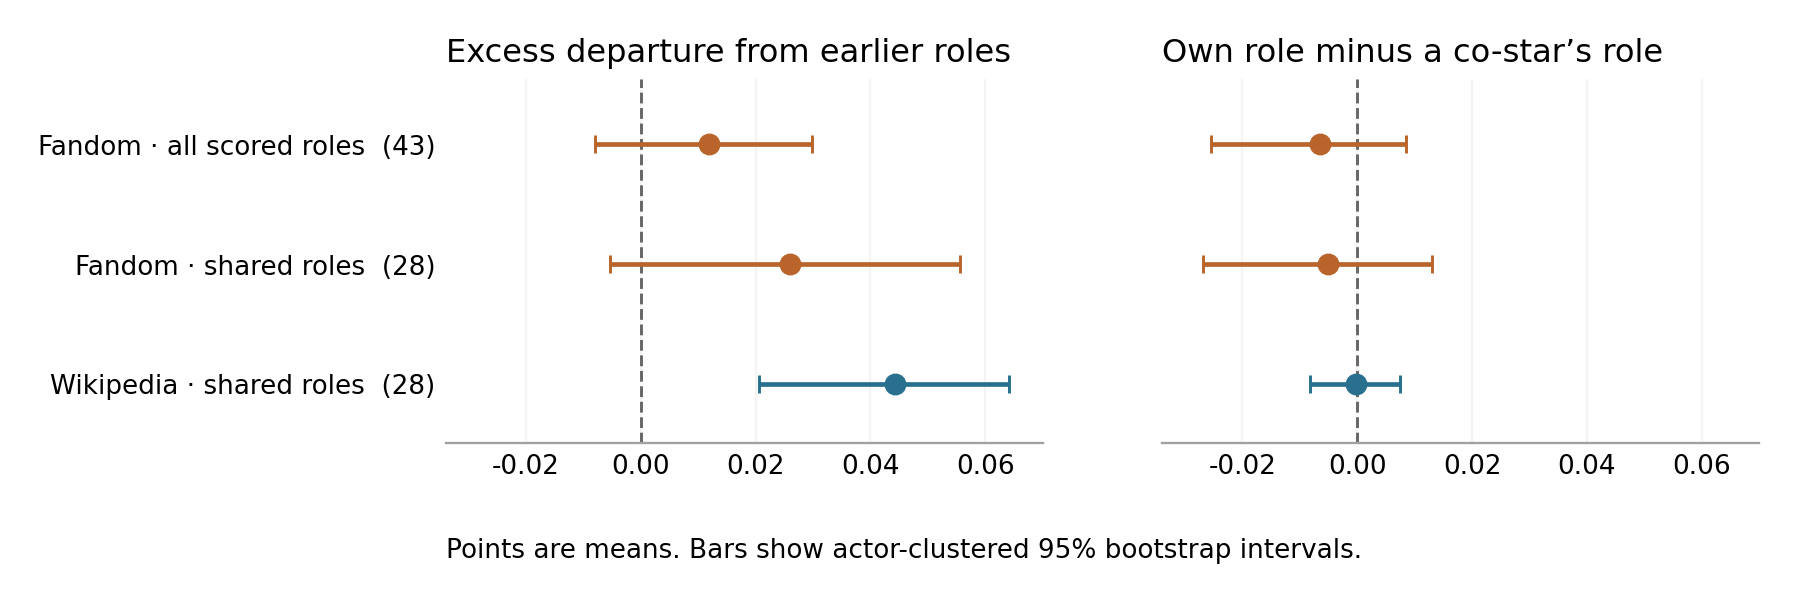 Excess departure from earlier roles
Own role minus a co-star’s role
Fandom · all scored roles (43)
Fandom · shared roles (28)
Wikipedia · shared roles (28)
-0.02 0.00 0.02 0.04 0.06
-0.02 0.00 0.02 0.04 0.06
Points are means. Bars show actor-clustered 95% bootstrap intervals.